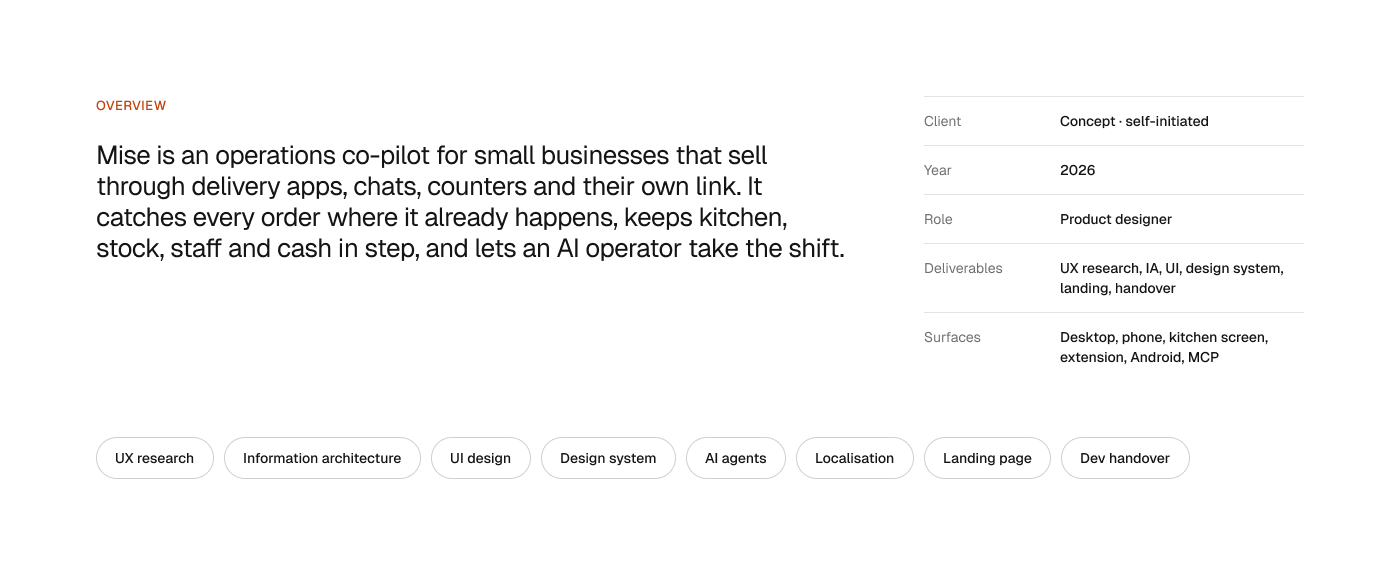 OVERVIEW
Mise is an operations co-pilot for small businesses that sell
through delivery apps, chats, counters and their own link. It
catches every order where it already happens, keeps kitchen,
stock, staff and cash in step, and lets an AI operator take the shift.
Client Concept · self-initiated
Year 2026
Role Product designer
Deliverables UX research, IA, UI, design system,
landing, handover
Surfaces Desktop, phone, kitchen screen,
extension, Android, MCP
UX research Information architecture UI design Design system AI agents Localisation Landing page Dev handover